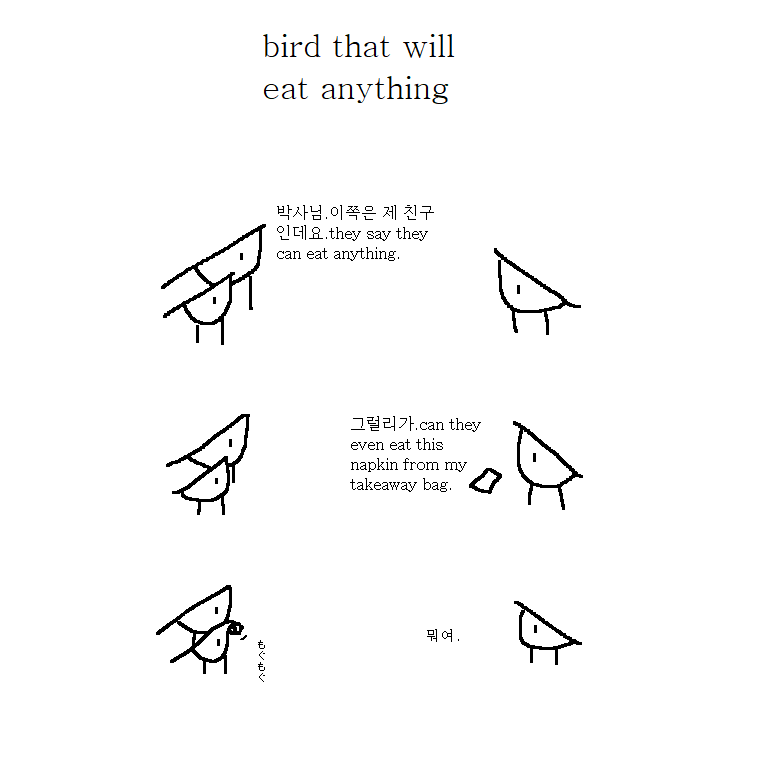 bird that will
eat anything
박사님.이쪽은 제 친구
인데요.they say they
can eat anything.
그럴리가.can they
even eat this
napkin from my
takeaway bag.
もぐもぐ
뭐여.